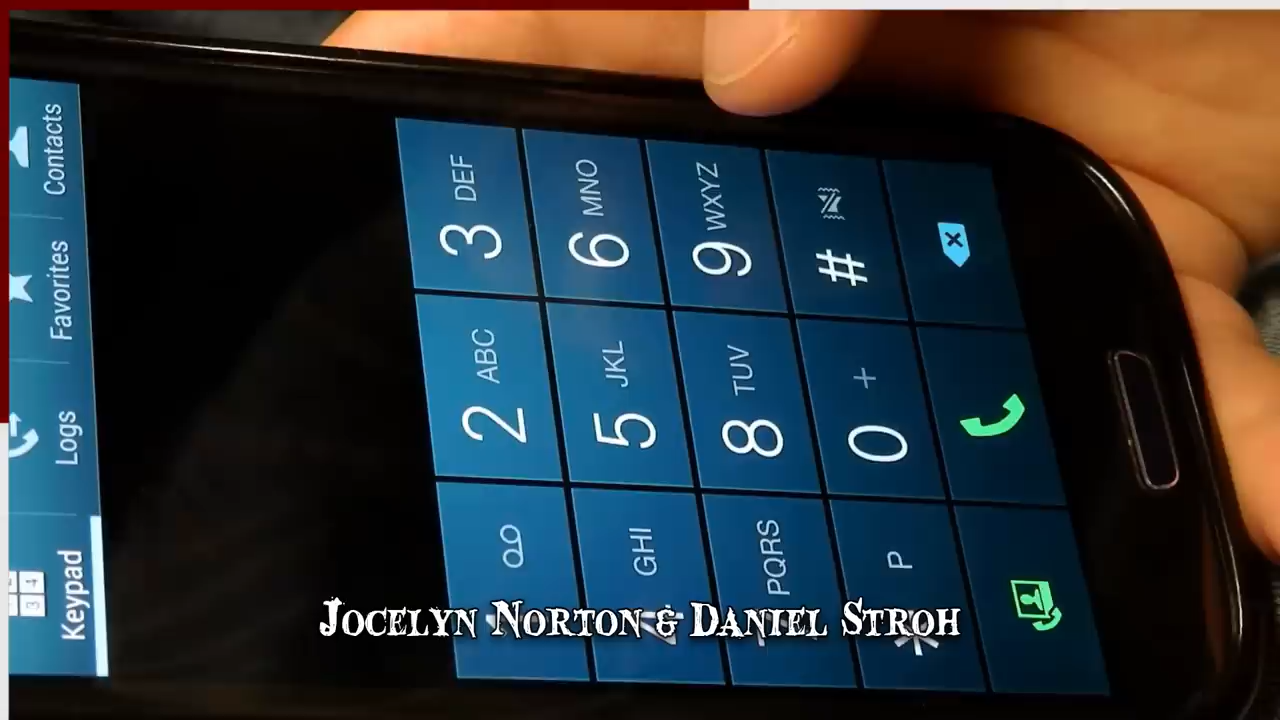 Contacts
Favorites
Logs
Keypad
3 DEF
6 MNO
9 WXYZ
#
2 ABC
5 JKL
8 TUV
0 +
GHI
PQRS
* P
JOCELYN NORTON & DANIEL STROH